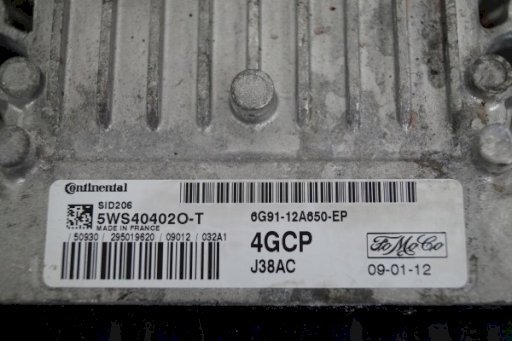 Continental
SID206
5WS40402O-T
MADE IN FRANCE
/ 50930 / 295019620 / 09012 / 032A1
6G91-12A650-EP
4GCP
J38AC
FoMoCo
09-01-12